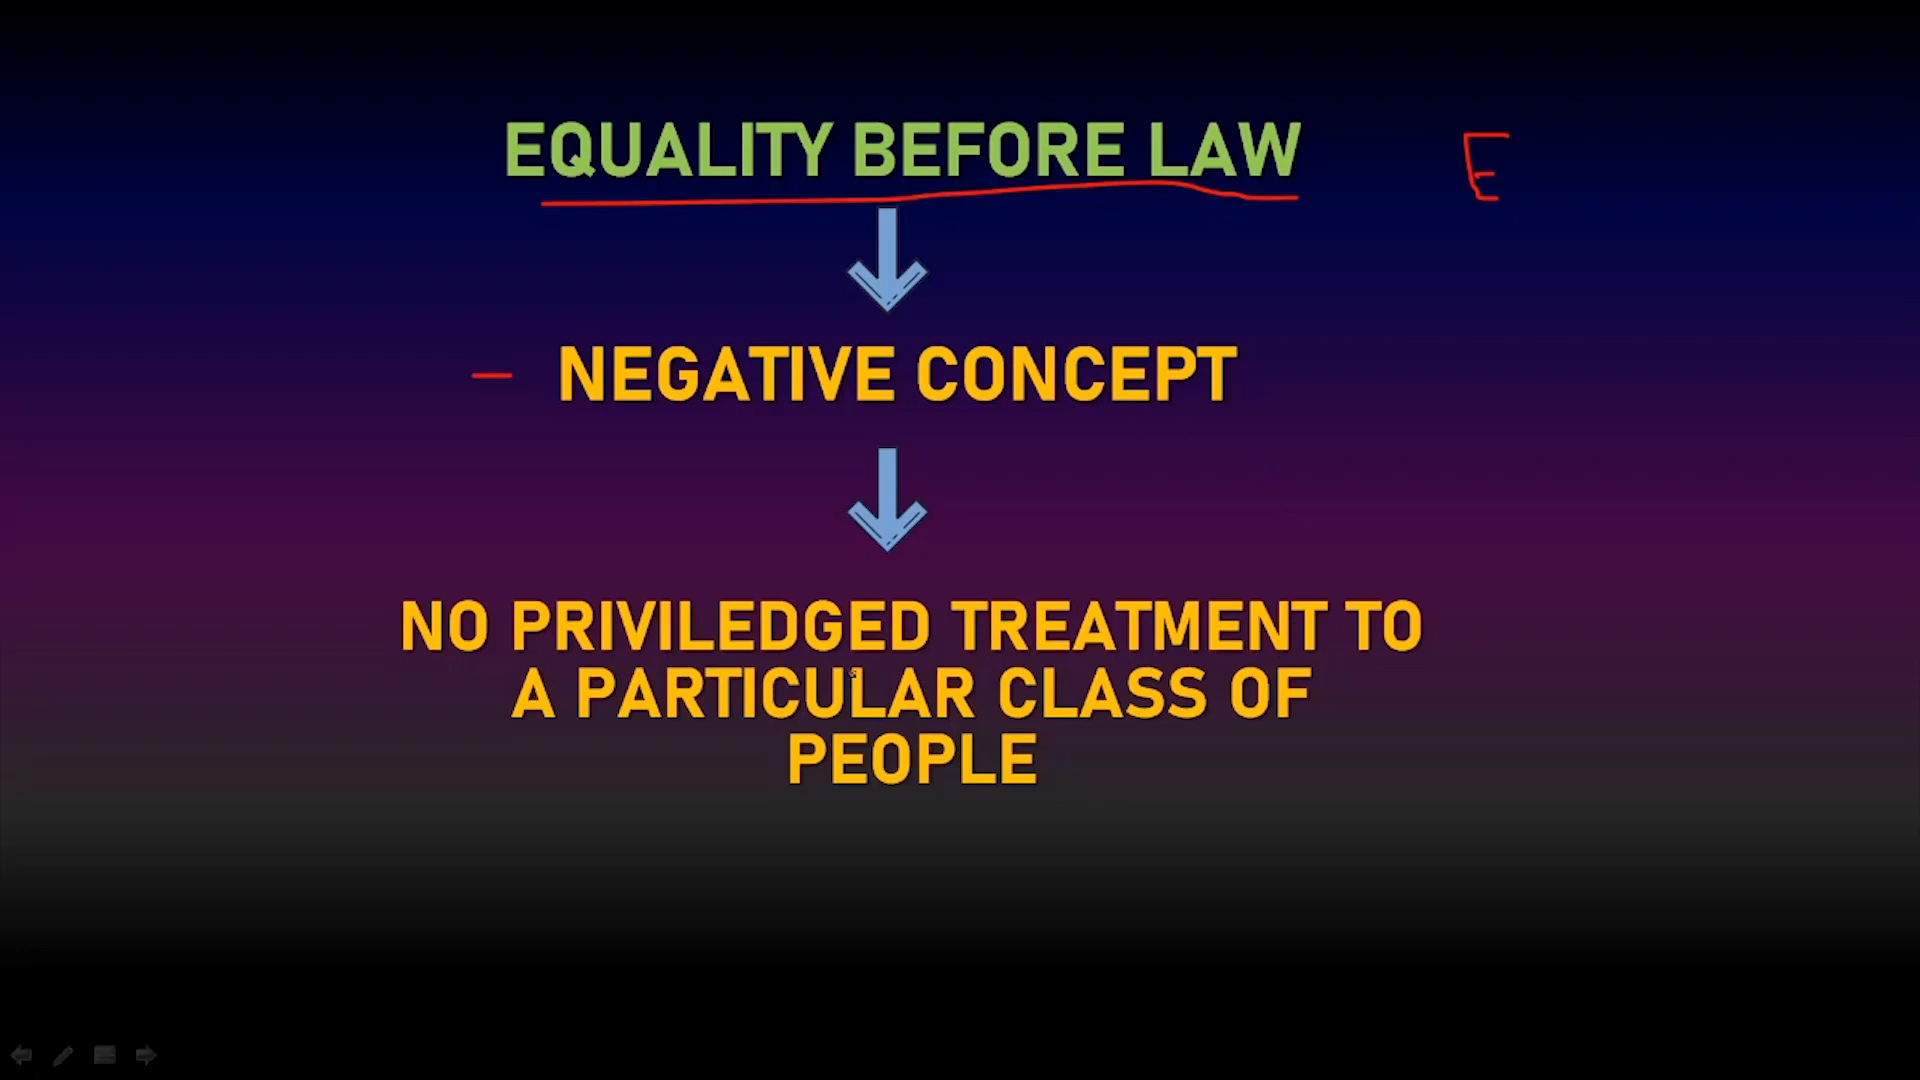 EQUALITY BEFORE LAW
E
NEGATIVE CONCEPT
NO PRIVILEDGED TREATMENT TO
A PARTICULAR CLASS OF
PEOPLE